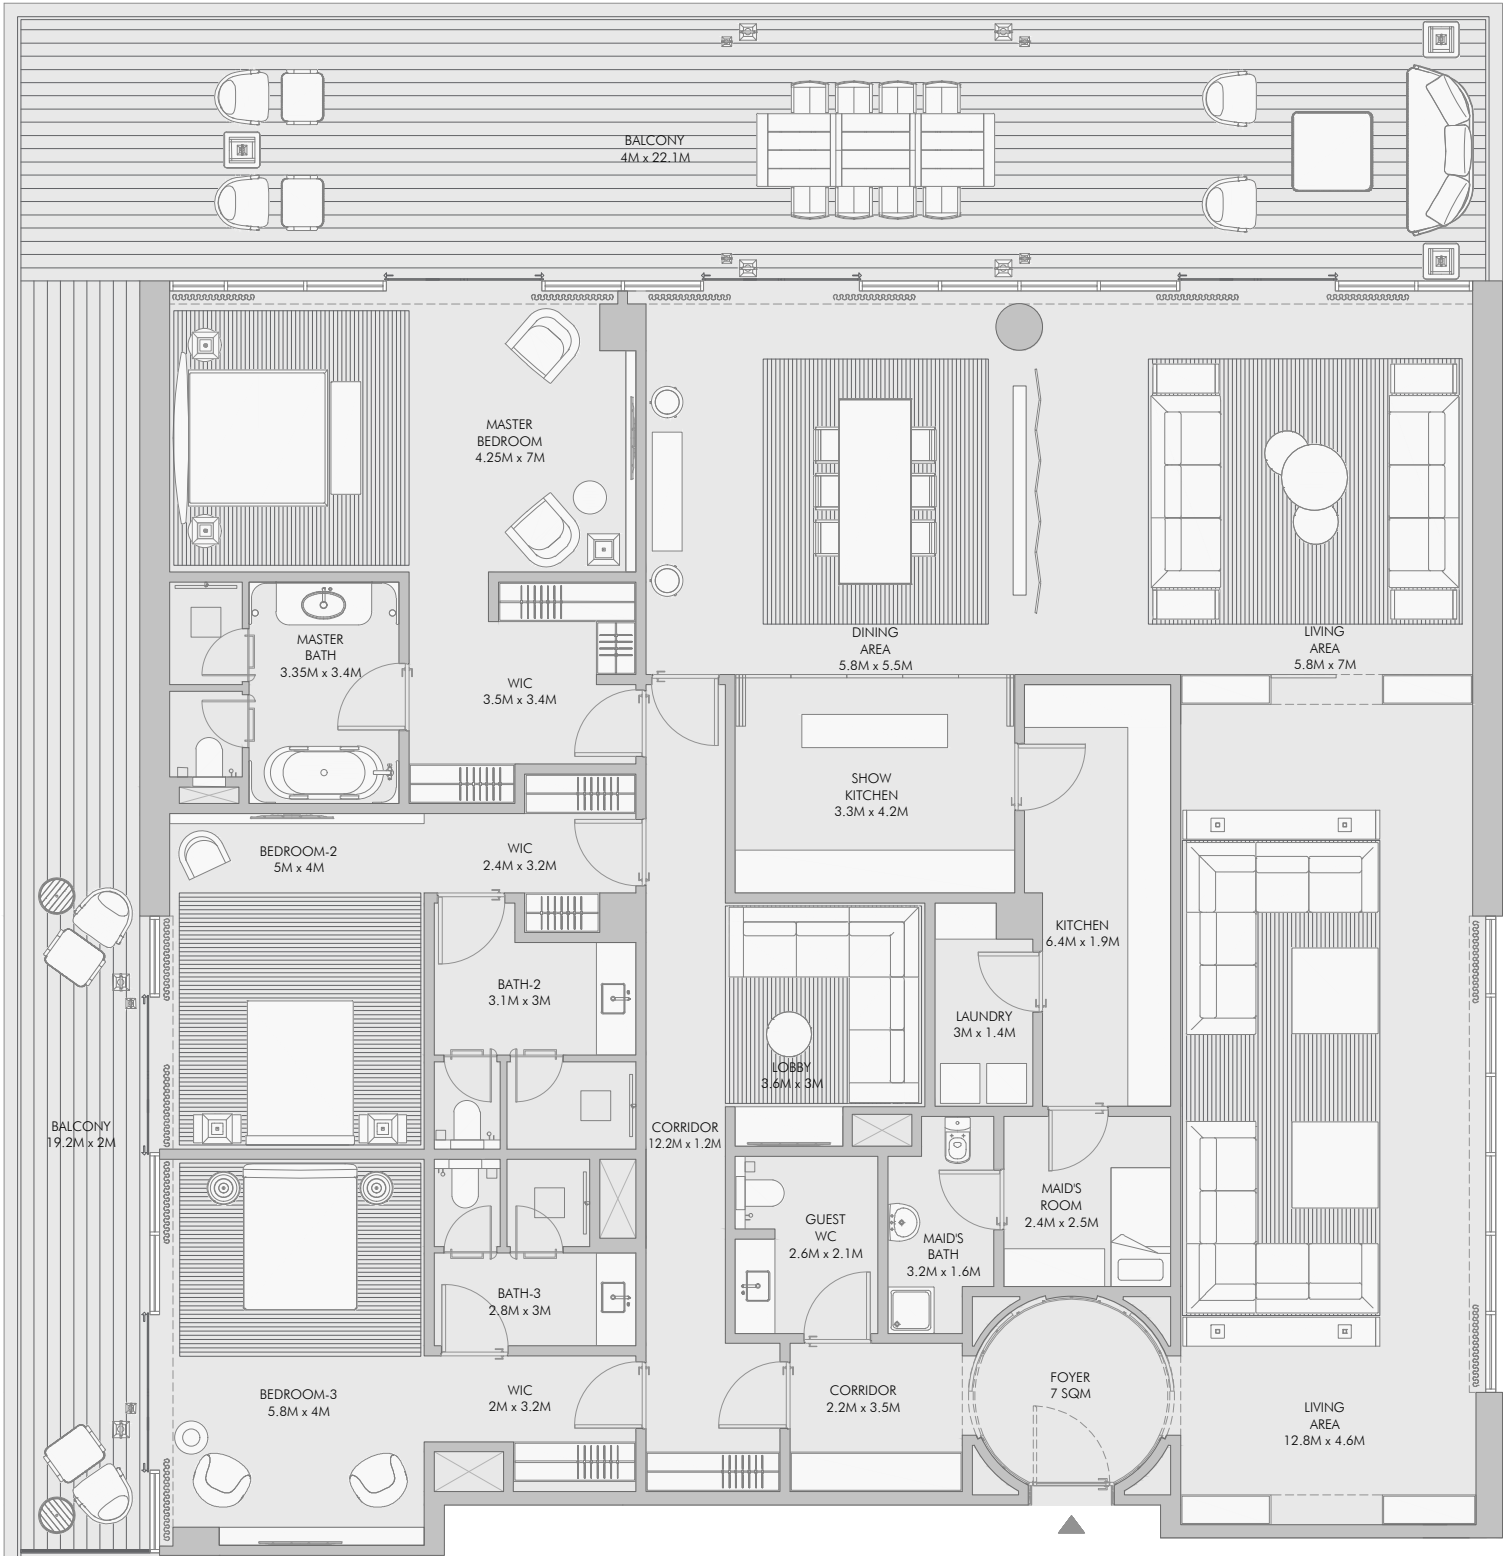 BALCONY
4M x 22.1M
MASTER
BEDROOM
4.25M x 7M
DINING
AREA
5.8M x 5.5M
LIVING
AREA
5.8M x 7M
MASTER
BATH
3.35M x 3.4M
WIC
3.5M x 3.4M
SHOW
KITCHEN
3.3M x 4.2M
BEDROOM-2
5M x 4M
WIC
2.4M x 3.2M
KITCHEN
6.4M x 1.9M
BATH-2
3.1M x 3M
LAUNDRY
3M x 1.4M
LOBBY
3.6M x 3M
BALCONY
19.2M x 2M
CORRIDOR
12.2M x 1.2M
MAID'S
ROOM
2.4M x 2.5M
GUEST
WC
2.6M x 2.1M
MAID'S
BATH
3.2M x 1.6M
BATH-3
2.8M x 3M
BEDROOM-3
5.8M x 4M
WIC
2M x 3.2M
CORRIDOR
2.2M x 3.5M
FOYER
7 SQM
LIVING
AREA
12.8M x 4.6M